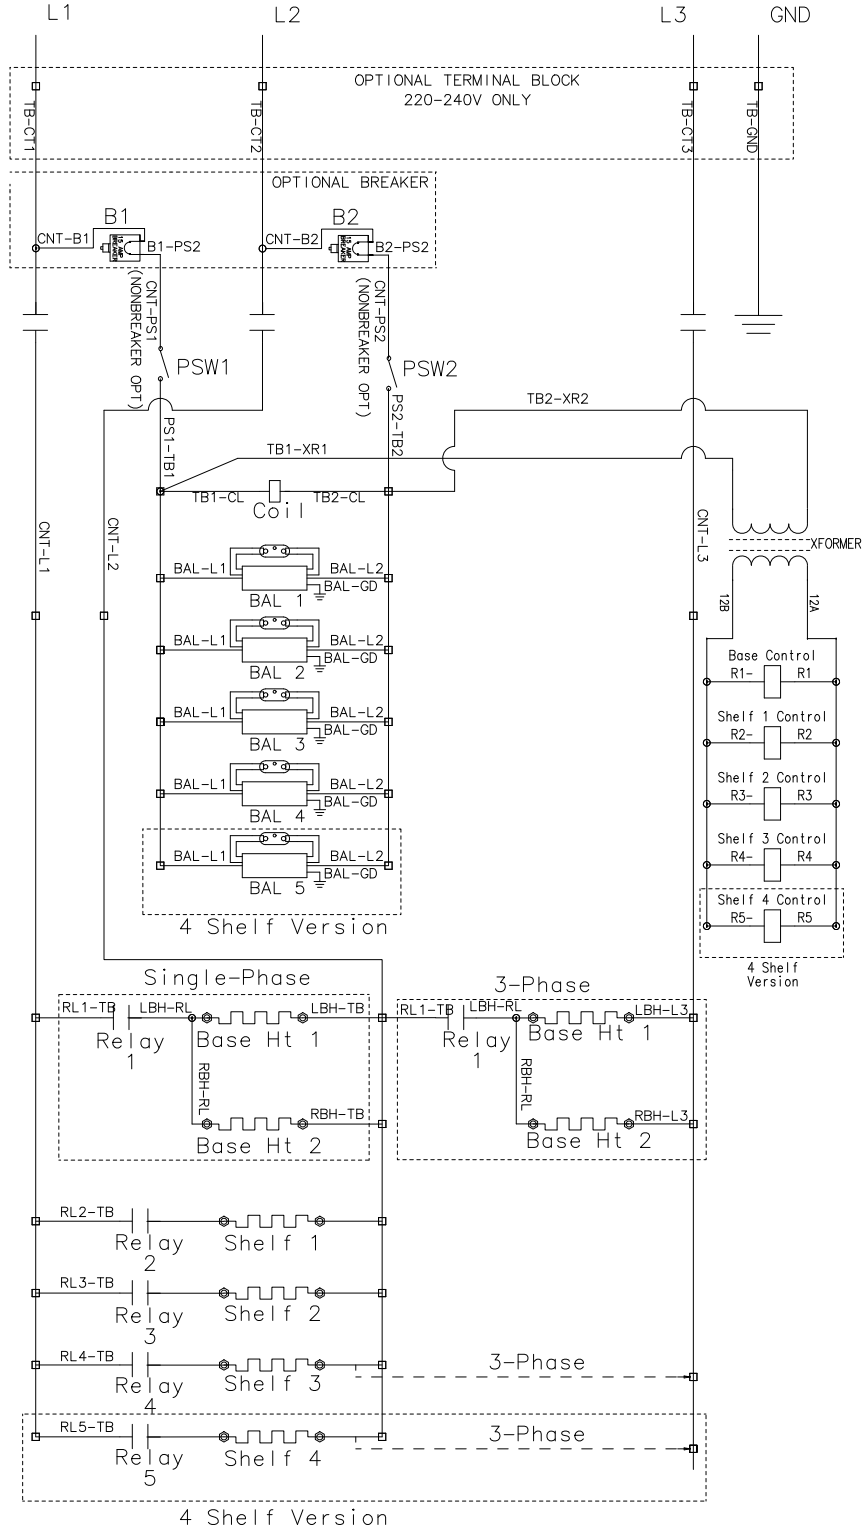 L1
L2
L3
GND
OPTIONAL TERMINAL BLOCK
220-240V ONLY
TB-CT1
TB-CT2
TB-CT3
TB-GND
OPTIONAL BREAKER
B1
B2
CNT-B1
15 AMP
BREAKER
B1-PS2
CNT-B2
15 AMP
BREAKER
B2-PS2
CNT-PS1
(NONBREAKER OPT)
CNT-PS2
(NONBREAKER OPT)
PSW1
PSW2
PS1-TB1
PS2-TB2
TB2-XR2
TB1-XR1
TB1-CL
TB2-CL
Coil
CNT-L1
CNT-L2
CNT-L3
XFORMER
12B
12A
BAL-L1
BAL-L2
BAL-GD
BAL 1
BAL-L1
BAL-L2
BAL-GD
BAL 2
BAL-L1
BAL-L2
BAL-GD
BAL 3
BAL-L1
BAL-L2
BAL-GD
BAL 4
BAL-L1
BAL-L2
BAL-GD
BAL 5
4 Shelf Version
Base Control
R1-
R1
Shelf 1 Control
R2-
R2
Shelf 2 Control
R3-
R3
Shelf 3 Control
R4-
R4
Shelf 4 Control
R5-
R5
4 Shelf
Version
Single-Phase
RL1-TB
LBH-RL
LBH-TB
Relay
1
Base Ht 1
RBH-RL
RBH-TB
Base Ht 2
3-Phase
RL1-TB
LBH-RL
LBH-L3
Relay
1
Base Ht 1
RBH-RL
RBH-L3
Base Ht 2
RL2-TB
Relay
2
Shelf 1
RL3-TB
Relay
3
Shelf 2
RL4-TB
Relay
4
Shelf 3
3-Phase
RL5-TB
Relay
5
Shelf 4
3-Phase
4 Shelf Version